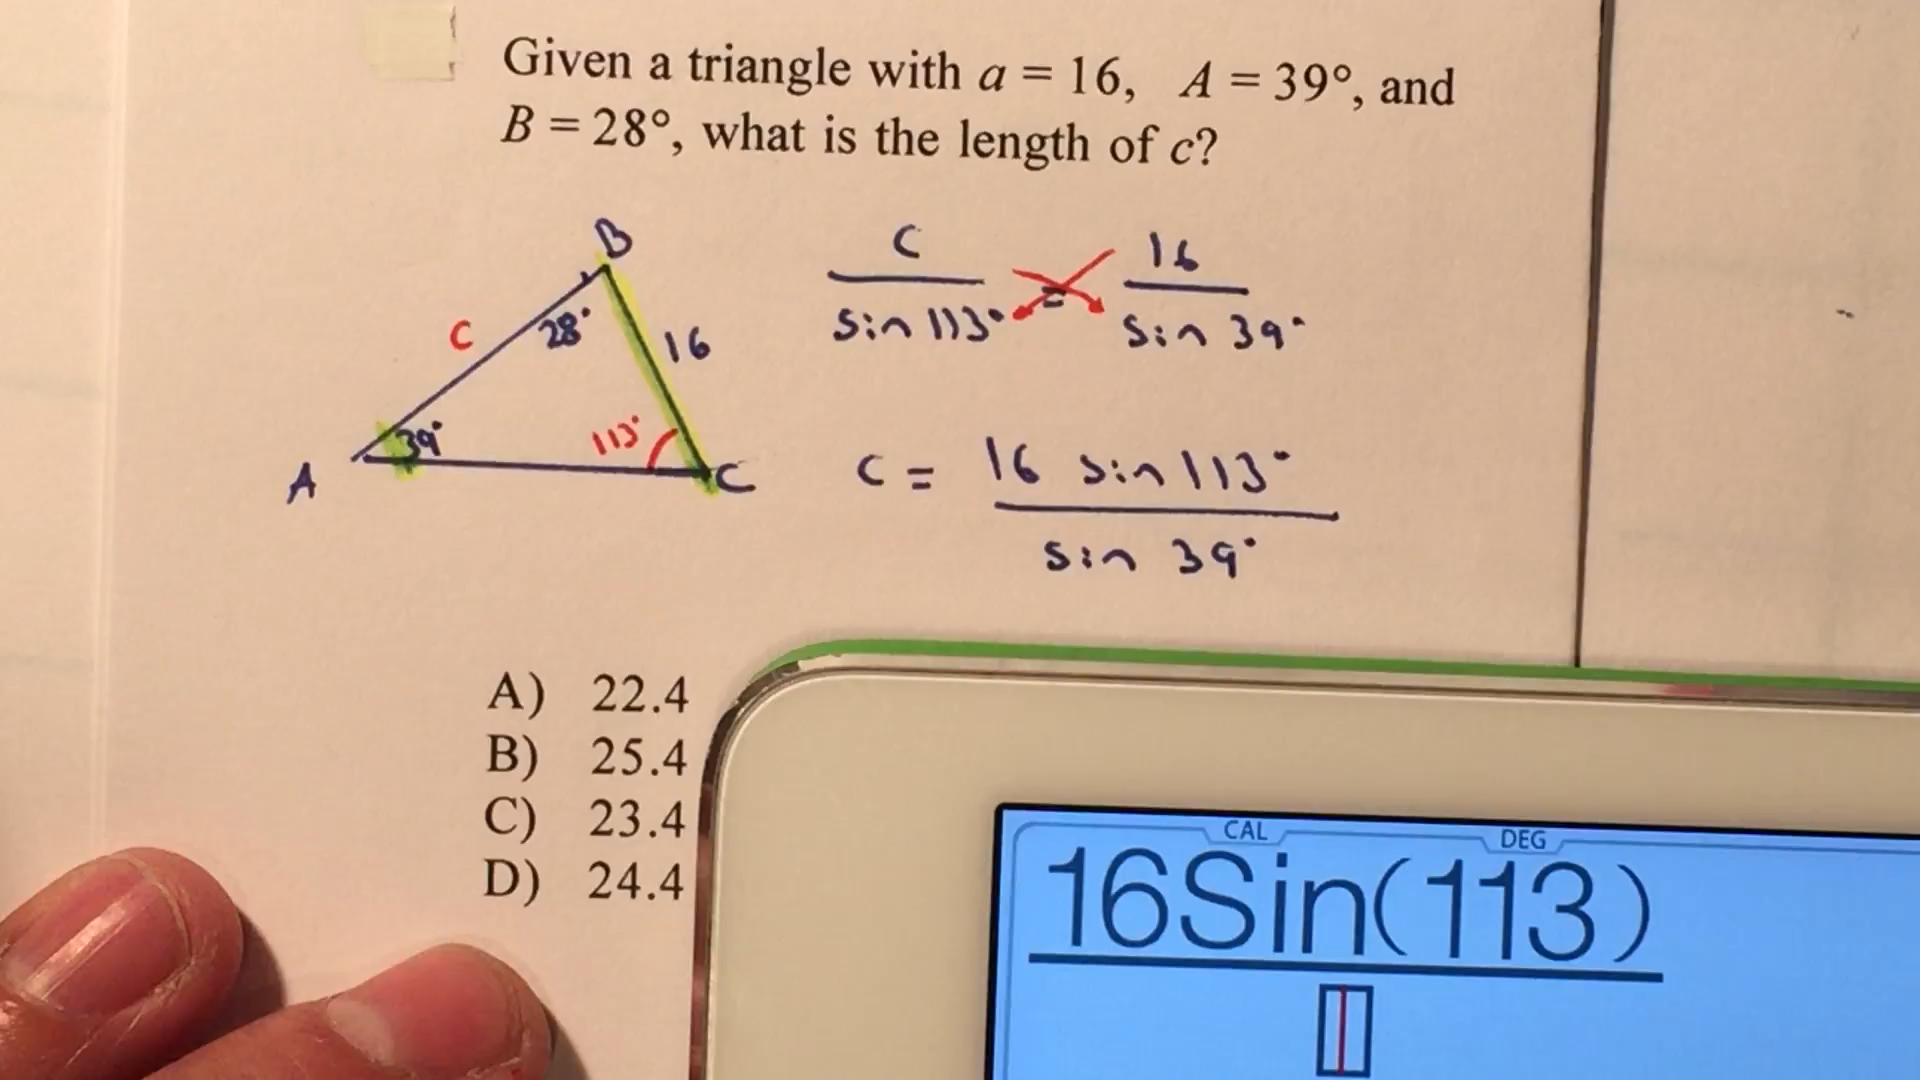 Given a triangle with a = 16, A = 39°, and
B = 28°, what is the length of c?
B
28°
C
16
39°
113°
A
C
C
sin 113°
=
16
sin 39°
C = 16 sin 113°
sin 39°
A) 22.4
B) 25.4
C) 23.4
D) 24.4
CAL DEG
16Sin(113)